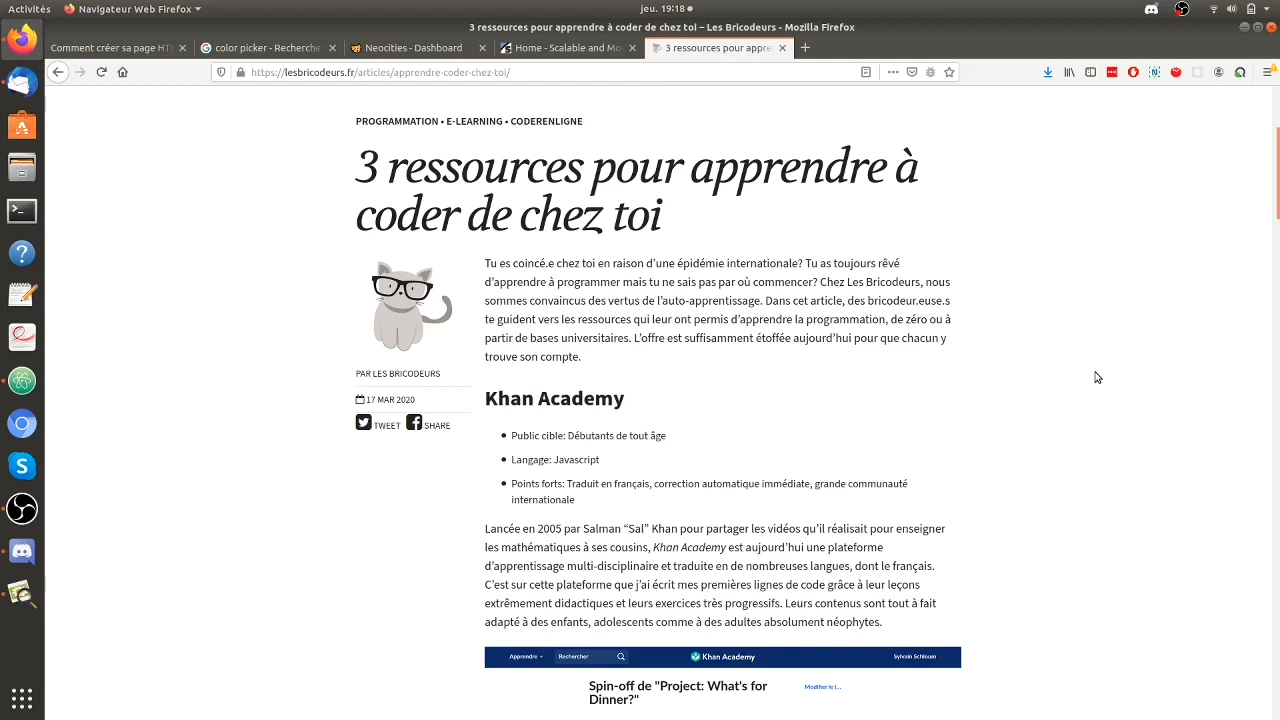 Activités
Navigateur Web Firefox
jeu. 19:18
3 ressources pour apprendre à coder de chez toi – Les Bricodeurs - Mozilla Firefox
Comment créer sa page HT
color picker - Recherche
Neocities - Dashboard
Home - Scalable and Mo
3 ressources pour appre
https://lesbricodeurs.fr/articles/apprendre-coder-chez-toi/
PROGRAMMATION • E-LEARNING • CODERENLIGNE
3 ressources pour apprendre à
coder de chez toi
PAR LES BRICODEURS
17 MAR 2020
TWEET SHARE
Tu es coincé.e chez toi en raison d’une épidémie internationale? Tu as toujours rêvé
d’apprendre à programmer mais tu ne sais pas par où commencer? Chez Les Bricodeurs, nous
sommes convaincus des vertus de l’auto-apprentissage. Dans cet article, des bricodeur.euse.s
te guident vers les ressources qui leur ont permis d’apprendre la programmation, de zéro ou à
partir de bases universitaires. L’offre est suffisamment étoffée aujourd’hui pour que chacun y
trouve son compte.
Khan Academy
Public cible: Débutants de tout âge
Langage: Javascript
Points forts: Traduit en français, correction automatique immédiate, grande communauté
internationale
Lancée en 2005 par Salman “Sal” Khan pour partager les vidéos qu’il réalisait pour enseigner
les mathématiques à ses cousins, Khan Academy est aujourd’hui une plateforme
d’apprentissage multi-disciplinaire et traduite en de nombreuses langues, dont le français.
C’est sur cette plateforme que j’ai écrit mes premières lignes de code grâce à leur leçons
extrêmement didactiques et leurs exercices très progressifs. Leurs contenus sont tout à fait
adapté à des enfants, adolescents comme à des adultes absolument néophytes.
Apprendre
Rechercher
Khan Academy
Sylvain Schloum
Spin-off de "Project: What's for
Dinner?"
Modifier le t...